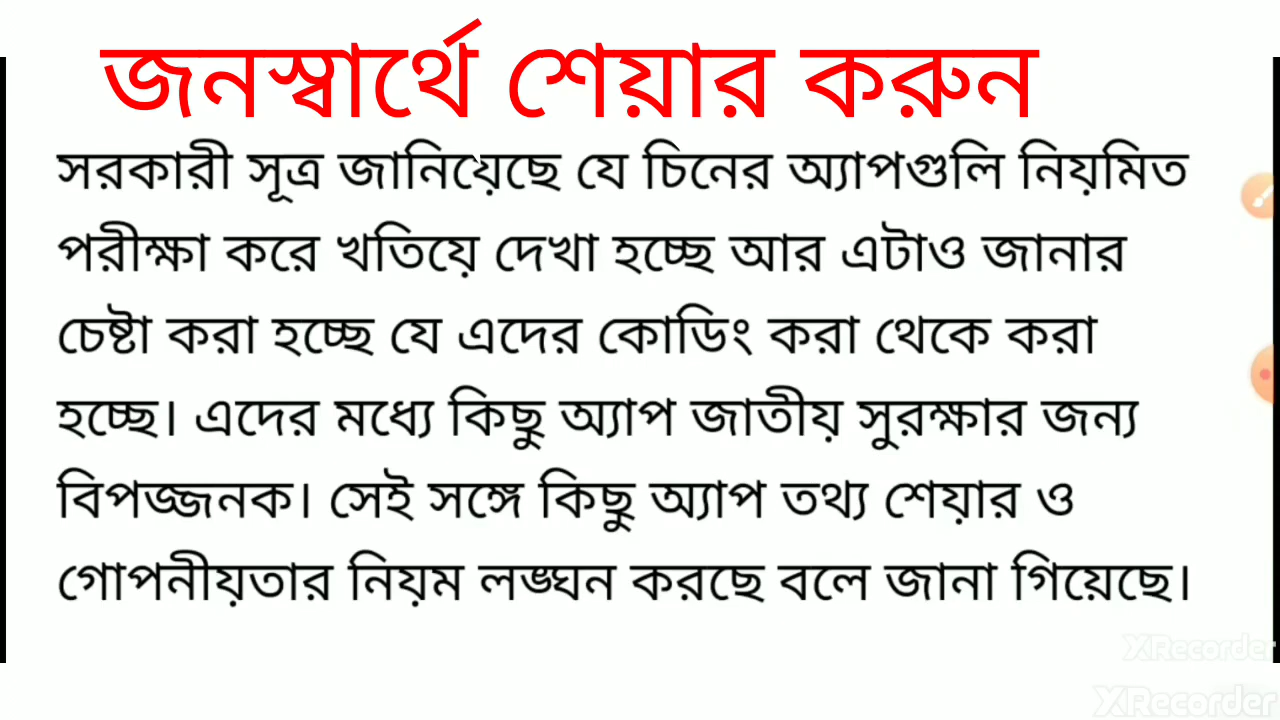 জনস্বার্থে শেয়ার করুন
সরকারী সূত্র জানিয়েছে যে চিনের অ্যাপগুলি নিয়মিত
পরীক্ষা করে খতিয়ে দেখা হচ্ছে আর এটাও জানার
চেষ্টা করা হচ্ছে যে এদের কোডিং করা থেকে করা
হচ্ছে। এদের মধ্যে কিছু অ্যাপ জাতীয় সুরক্ষার জন্য
বিপজ্জনক। সেই সঙ্গে কিছু অ্যাপ তথ্য শেয়ার ও
গোপনীয়তার নিয়ম লঙ্ঘন করছে বলে জানা গিয়েছে।
XRecorder
XRecorder